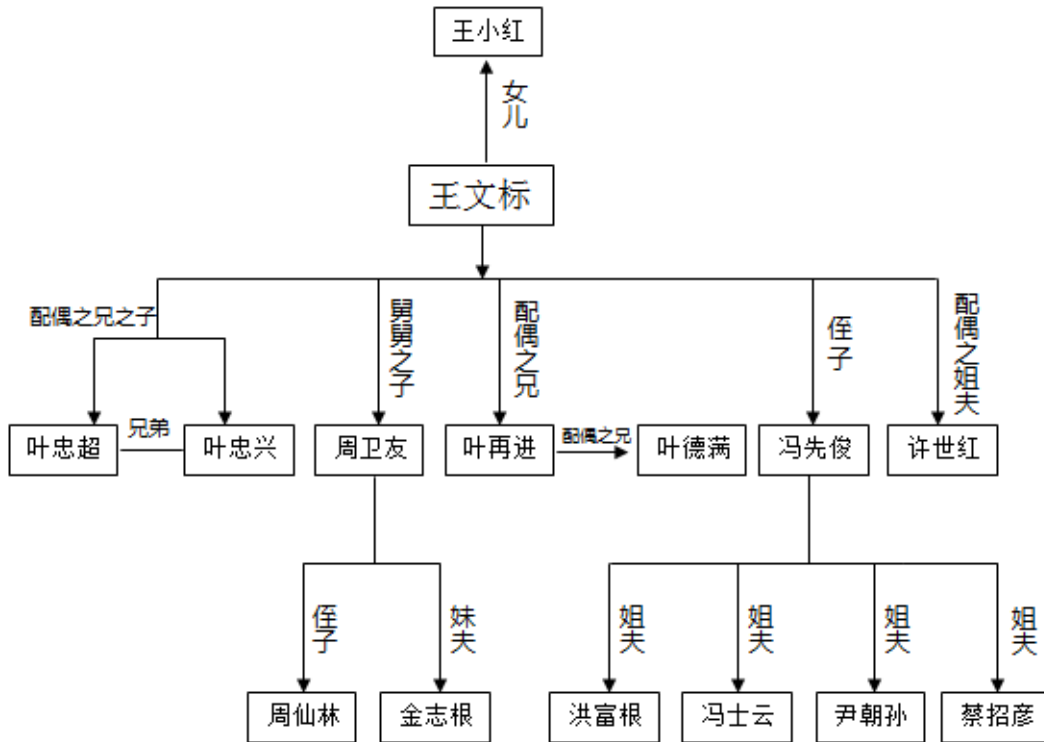 王小红
女儿
王文标
配偶之兄之子
舅舅之子
配偶之兄
侄子
配偶之姐夫
叶忠超
兄弟
叶忠兴
周卫友
叶再进
配偶之兄
叶德满
冯先俊
许世红
侄子
妹夫
姐夫
姐夫
姐夫
姐夫
周仙林
金志根
洪富根
冯士云
尹朝孙
蔡招彦